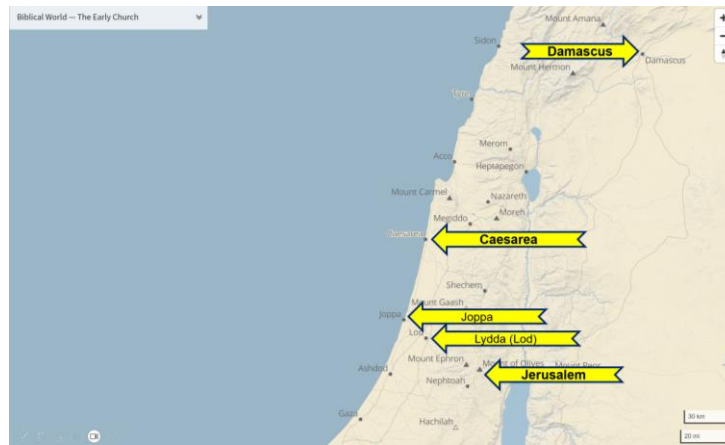 Biblical World — The Early Church
Mount Amana
Sidon
Damascus
Damascus
Mount Hermon
Tyre
Merom
Acco
Heptapegon
Mount Carmel
Nazareth
Moreh
Megiddo
Caesarea
Caesarea
Shechem
Mount Gaash
Joppa
Joppa
Lod
Lydda (Lod)
Mount Ephron
Mount of Olives
Mount Peor
Ashdod
Jerusalem
Nephtoah
Gaza
Hachilah
30 km
20 mi